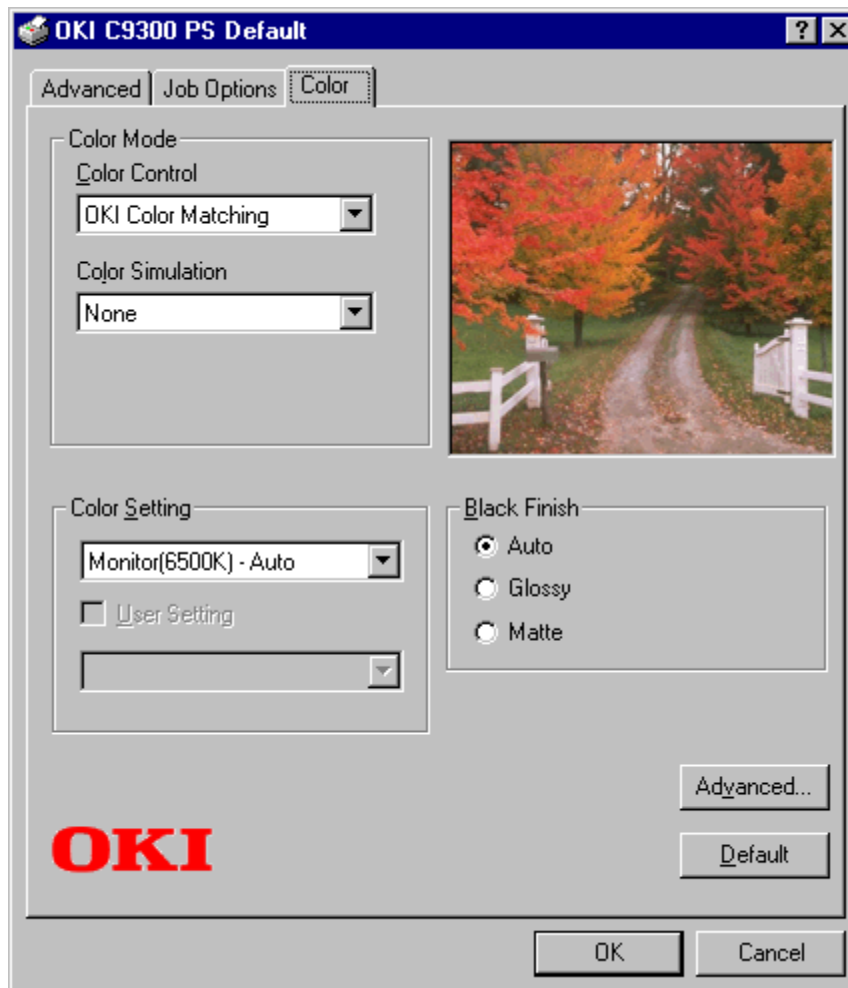 OKI C9300 PS Default
Advanced
Job Options
Color
Color Mode
Color Control
OKI Color Matching
Color Simulation
None
Color Setting
Monitor(6500K) - Auto
User Setting
Black Finish
Auto
Glossy
Matte
Advanced...
OKI
Default
OK
Cancel